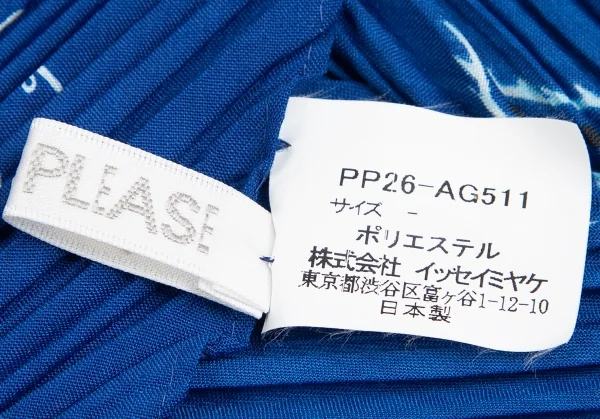 PLEASE
PP26-AG511
サイズ -
ポリエステル
株式会社 イッセイミヤケ
東京都渋谷区富ヶ谷1-12-10
日本製